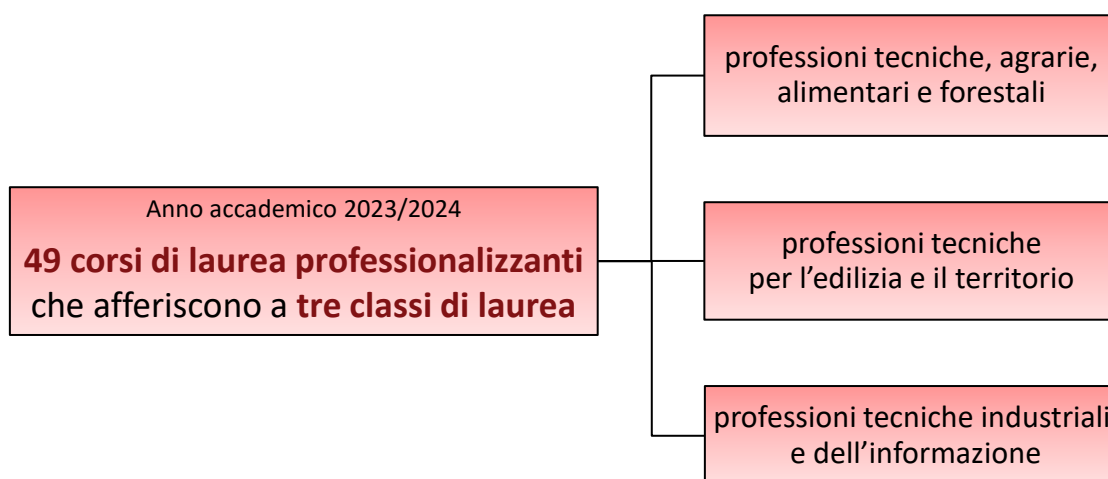 professioni tecniche, agrarie,
alimentari e forestali
Anno accademico 2023/2024
49 corsi di laurea professionalizzanti
che afferiscono a tre classi di laurea
professioni tecniche
per l'edilizia e il territorio
professioni tecniche industriali
e dell'informazione